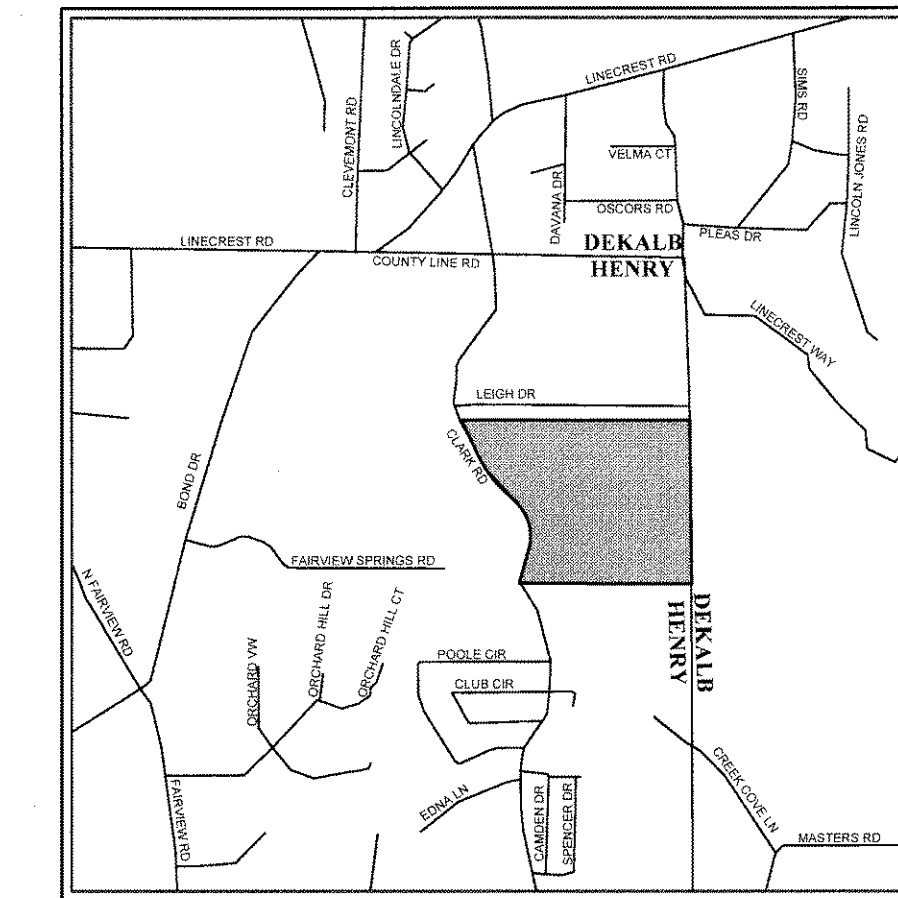 LINCOLNDALE DR
LINECREST RD
SIMS RD
CLEVEMONT RD
VELMA CT
LINCOLN JONES RD
DAVANA DR
OSCORS RD
LINECREST RD
DEKALB
PLEAS DR
COUNTY LINE RD
HENRY
LINECREST WAY
LEIGH DR
CLARK RD
BOND DR
FAIRVIEW SPRINGS RD
N FAIRVIEW RD
ORCHARD HILL DR
ORCHARD HILL CT
DEKALB
HENRY
ORCHARD VW
POOLE CIR
CLUB CIR
CREEK COVE LN
EDNA LN
CAMDEN DR
SPENCER DR
FAIRVIEW RD
MASTERS RD